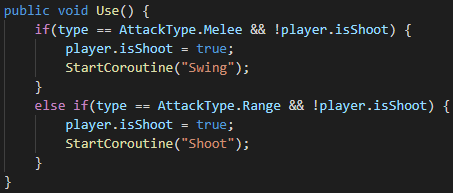 public void Use() {
    if(type == AttackType.Melee && !player.isShoot) {
        player.isShoot = true;
        StartCoroutine("Swing");
    }
    else if(type == AttackType.Range && !player.isShoot) {
        player.isShoot = true;
        StartCoroutine("Shoot");
    }
}